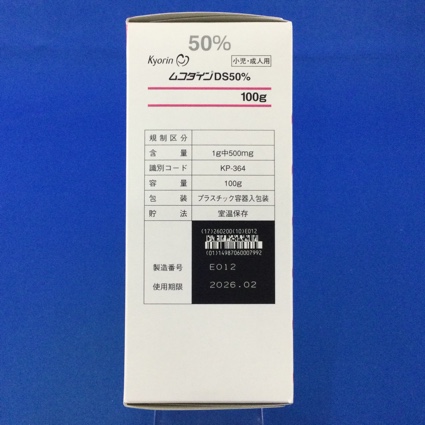 50%
Kyorin
小児・成人用
ムコダインDS50%
100g
規制区分
含量 1g中500mg
識別コード KP-364
容量 100g
包装 プラスチック容器入包装
貯法 室温保存
(17)260200(10)E012
(01)14987060007992
製造番号 E012
使用期限 2026.02